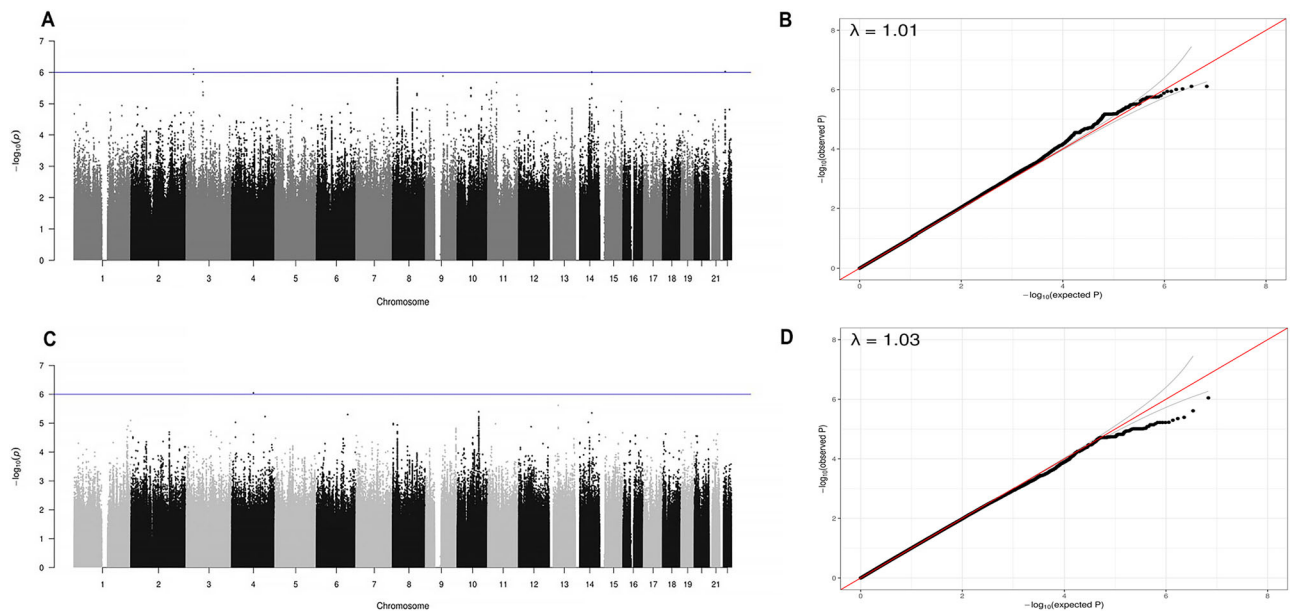 A
7
6
5
4
3
2
1
0
−log10(p)
1 2 3 4 5 6 7 8 9 10 11 12 13 14 15 16 17 18 19 21
Chromosome
B
λ = 1.01
8
6
4
2
0
−log10(observed P)
0 2 4 6 8
−log10(expected P)
C
7
6
5
4
3
2
1
0
−log10(p)
1 2 3 4 5 6 7 8 9 10 11 12 13 14 15 16 17 18 19 21
Chromosome
D
λ = 1.03
8
6
4
2
0
−log10(observed P)
0 2 4 6 8
−log10(expected P)